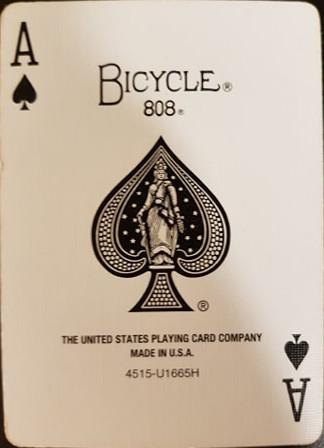 A
BICYCLE®
808®
®
THE UNITED STATES PLAYING CARD COMPANY
MADE IN U.S.A.
4515-U1665H
A